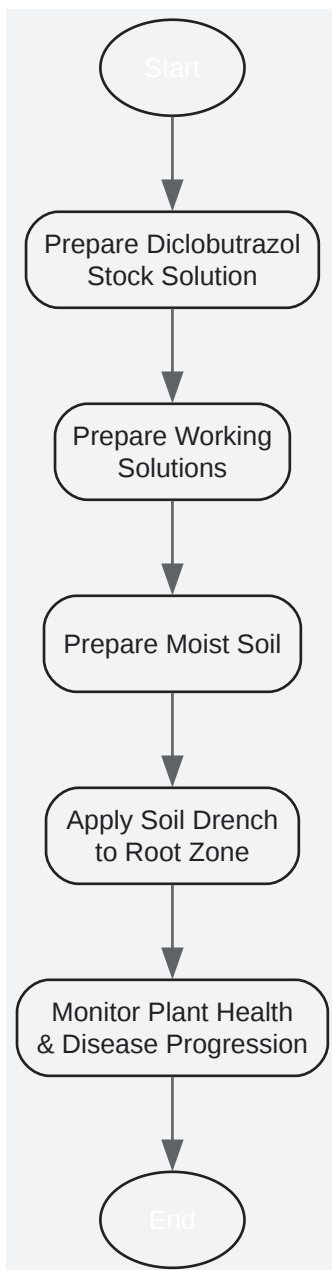 Start
Prepare Diclobutrazol
Stock Solution
Prepare Working
Solutions
Prepare Moist Soil
Apply Soil Drench
to Root Zone
Monitor Plant Health
& Disease Progression
End